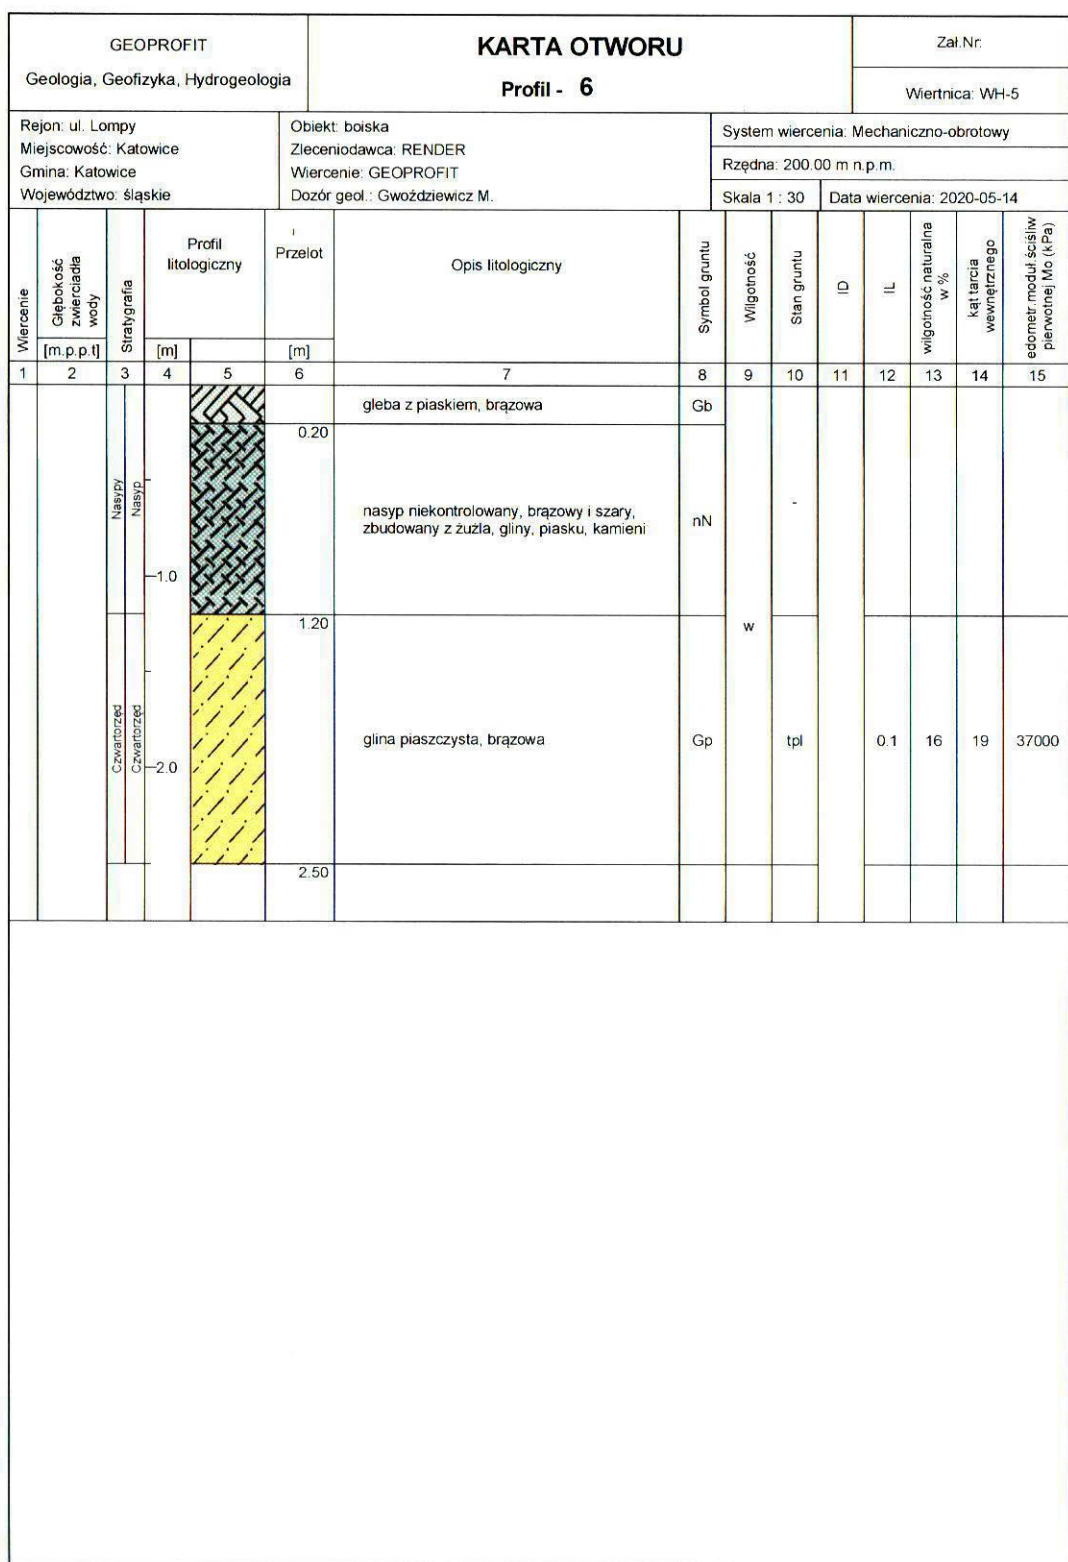 GEOPROFIT
Geologia, Geofizyka, Hydrogeologia
KARTA OTWORU
Profil - 6
Zał.Nr:
Wiertnica: WH-5
Rejon: ul. Lompy
Miejscowość: Katowice
Gmina: Katowice
Województwo: śląskie
Obiekt: boiska
Zleceniodawca: RENDER
Wiercenie: GEOPROFIT
Dozór geol.: Gwoździewicz M.
System wiercenia: Mechaniczno-obrotowy
Rzędna: 200.00 m n.p.m.
Skala 1 : 30
Data wiercenia: 2020-05-14
Wiercenie
Głębokość
zwierciadła
wody
[m.p.p.t]
Stratygrafia
Profil
litologiczny
[m]
Przelot
[m]
Opis litologiczny
Symbol gruntu
Wilgotność
Stan gruntu
ID
IL
wilgotność naturalna
w %
kąt tarcia
wewnętrznego
edometr.moduł.ściśliw
pierwotnej Mo (kPa)
1 2 3 4 5 6 7 8 9 10 11 12 13 14 15
gleba z piaskiem, brązowa
Gb
0.20
Nasypy
Nasyp
nasyp niekontrolowany, brązowy i szary,
zbudowany z żużla, gliny, piasku, kamieni
nN
-
1.0
1.20
w
Czwartorzęd
Czwartorzęd
glina piaszczysta, brązowa
Gp
tpl
0.1
16
19
37000
2.0
2.50